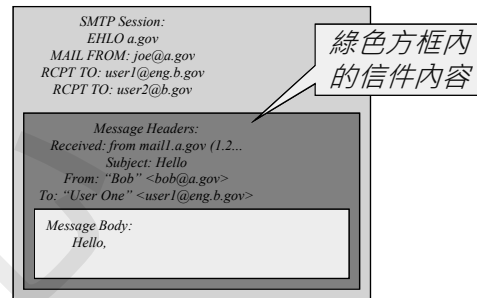 SMTP Session:
EHLO a.gov
MAIL FROM: joe@a.gov
RCPT TO: user1@eng.b.gov
RCPT TO: user2@b.gov
綠色方框內
的信件內容
Message Headers:
Received: from mail1.a.gov (1.2...
Subject: Hello
From: “Bob” <bob@a.gov>
To: “User One” <user1@eng.b.gov>
Message Body:
Hello,